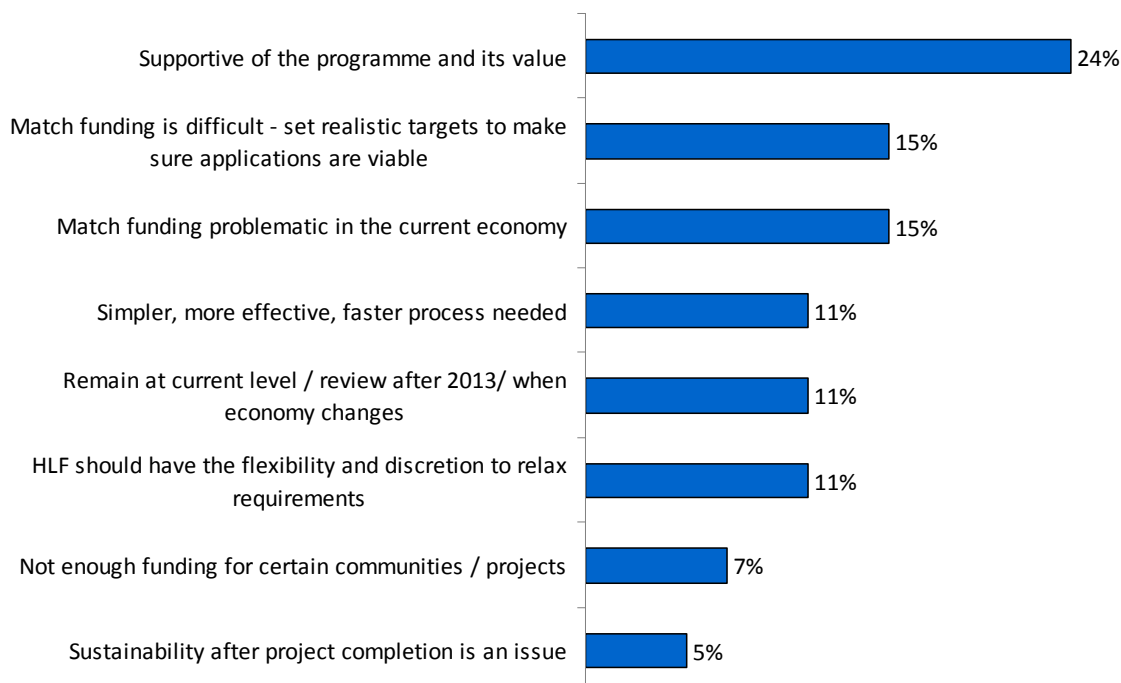 Supportive of the programme and its value
24%
Match funding is difficult - set realistic targets to make
sure applications are viable
15%
Match funding problematic in the current economy
15%
Simpler, more effective, faster process needed
11%
Remain at current level / review after 2013/ when
economy changes
11%
HLF should have the flexibility and discretion to relax
requirements
11%
Not enough funding for certain communities / projects
7%
Sustainability after project completion is an issue
5%